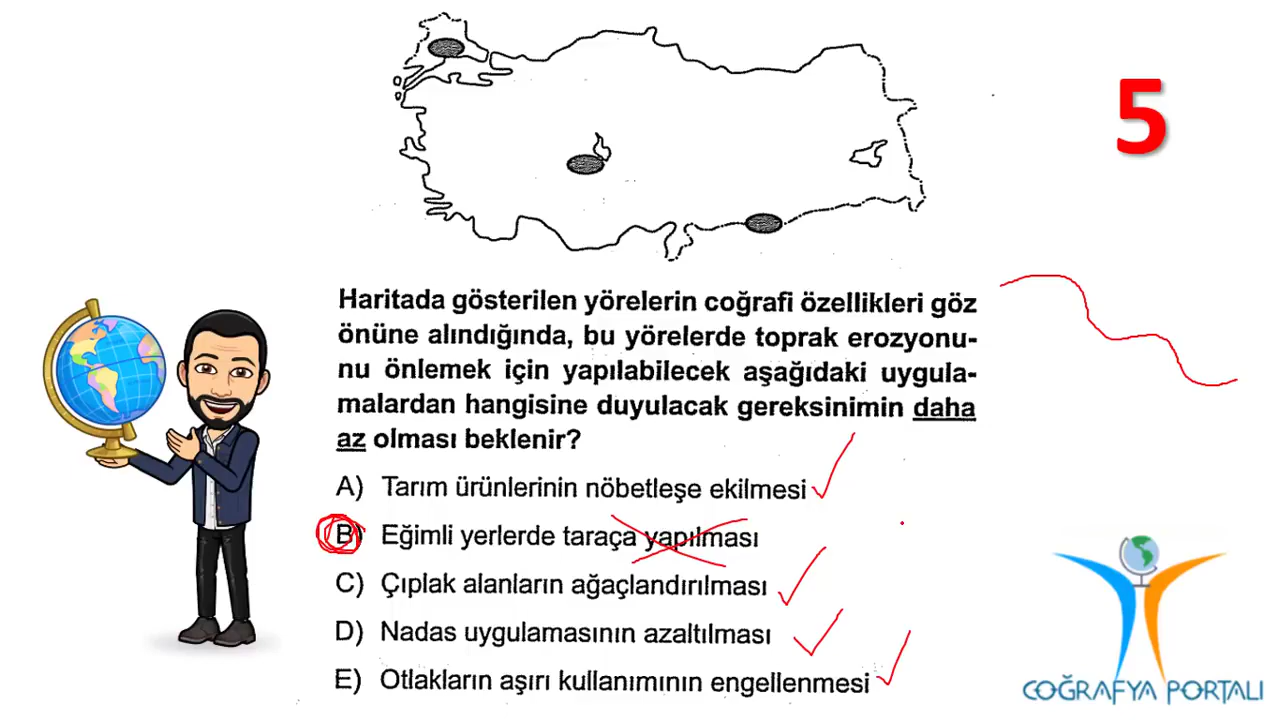 5
Haritada gösterilen yörelerin coğrafi özellikleri göz
önüne alındığında, bu yörelerde toprak erozyonu-
nu önlemek için yapılabilecek aşağıdaki uygula-
malardan hangisine duyulacak gereksinimin daha
az olması beklenir?
A) Tarım ürünlerinin nöbetleşe ekilmesi
B) Eğimli yerlerde taraça yapılması
C) Çıplak alanların ağaçlandırılması
D) Nadas uygulamasının azaltılması
E) Otlakların aşırı kullanımının engellenmesi
COĞRAFYA PORTALI